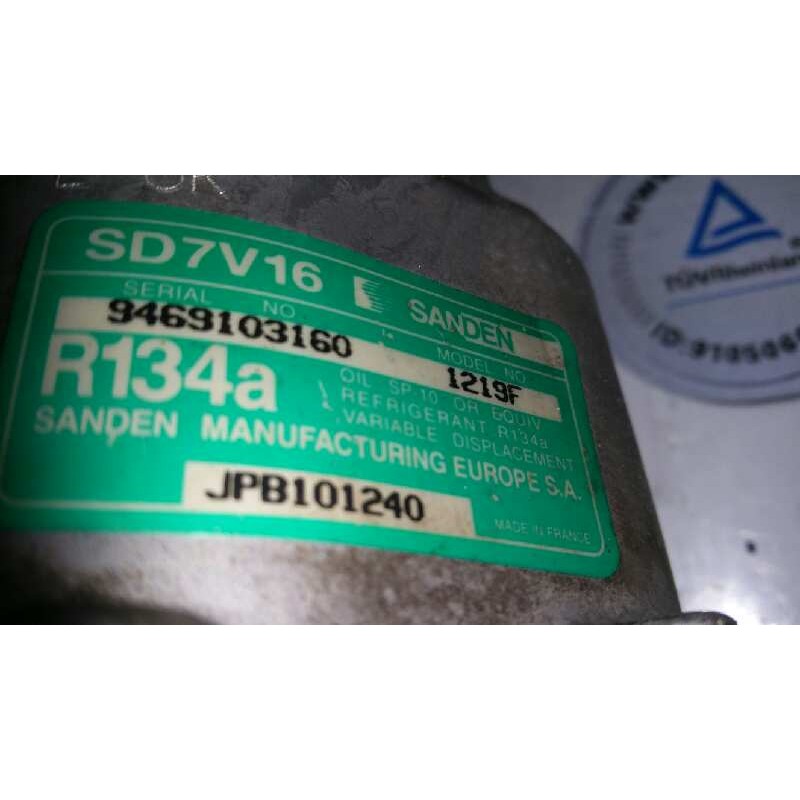 SD7V16 SANDEN
SERIAL NO.
9469103160
MODEL NO.
1219F
R134a
OIL SP-10 OR EQUIV
REFRIGERANT R134a
VARIABLE DISPLACEMENT
SANDEN MANUFACTURING EUROPE S.A.
JPB101240
MADE IN FRANCE
TÜVRheinland